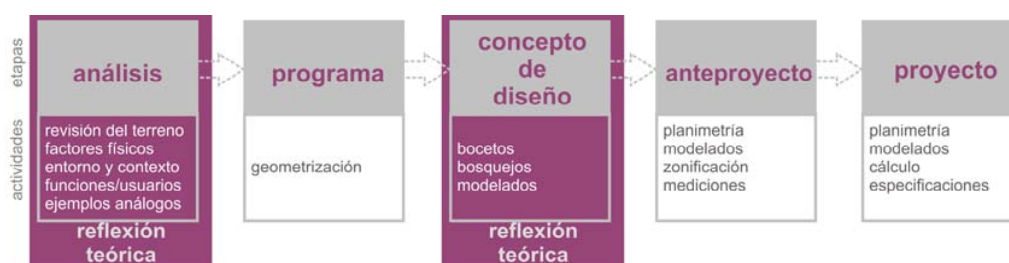 etapas
análisis
programa
concepto
de
diseño
anteproyecto
proyecto
actividades
revisión del terreno
factores físicos
entorno y contexto
funciones/usuarios
ejemplos análogos
geometrización
bocetos
bosquejos
modelados
planimetría
modelados
zonificación
mediciones
planimetría
modelados
cálculo
especificaciones
reflexión
teórica
reflexión
teórica